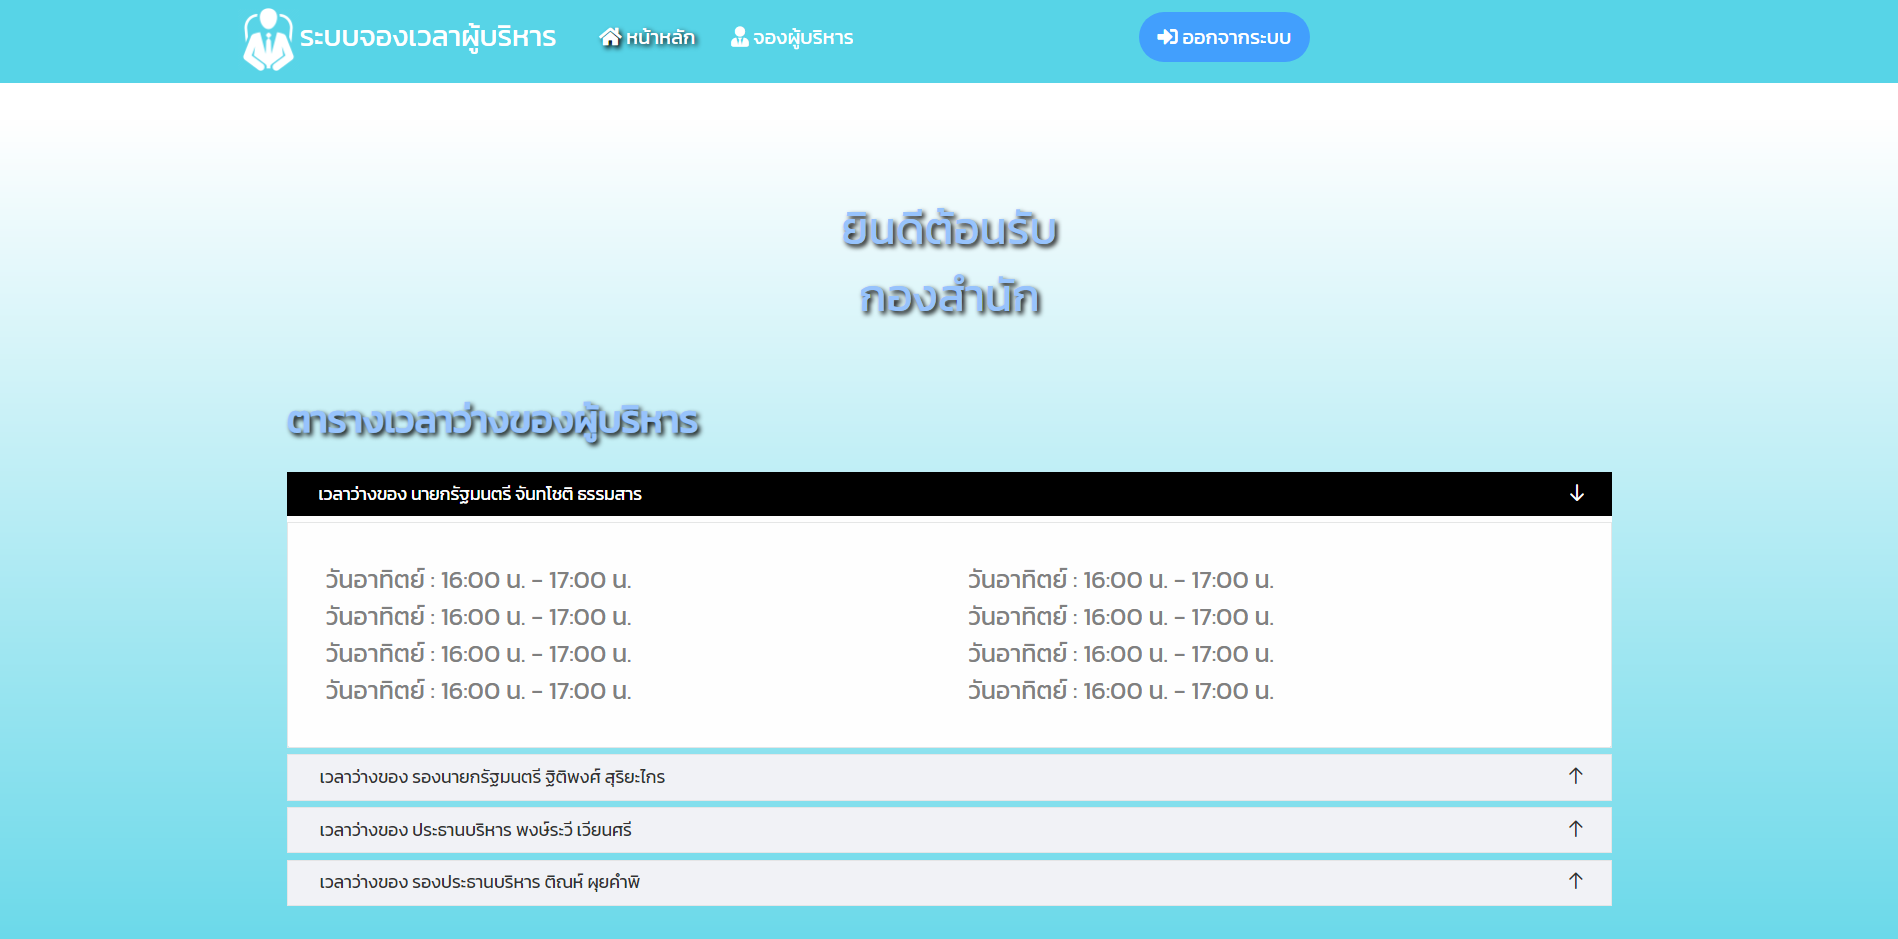 ระบบจองเวลาผู้บริหาร
หน้าหลัก
จองผู้บริหาร
ออกจากระบบ
ยินดีต้อนรับ
กองสำนัก
ตารางเวลาว่างของผู้บริหาร
เวลาว่างของ นายกรัฐมนตรี จันทโชติ ธรรมสาร
วันอาทิตย์ : 16:00 น. - 17:00 น.
วันอาทิตย์ : 16:00 น. - 17:00 น.
วันอาทิตย์ : 16:00 น. - 17:00 น.
วันอาทิตย์ : 16:00 น. - 17:00 น.
วันอาทิตย์ : 16:00 น. - 17:00 น.
วันอาทิตย์ : 16:00 น. - 17:00 น.
วันอาทิตย์ : 16:00 น. - 17:00 น.
วันอาทิตย์ : 16:00 น. - 17:00 น.
เวลาว่างของ รองนายกรัฐมนตรี ฐิติพงศ์ สุริยะไกร
เวลาว่างของ ประธานบริหาร พงษ์ระวี เวียนศรี
เวลาว่างของ รองประธานบริหาร ติณห์ ผุยคำพิ